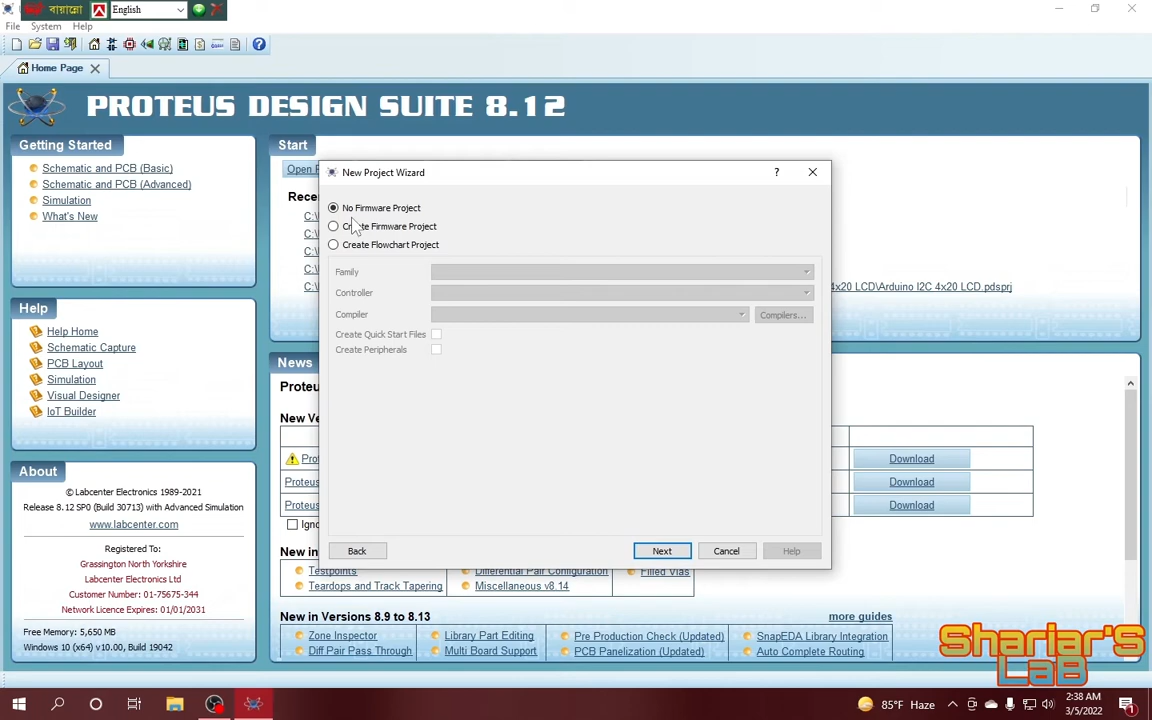 বায়ান্নো
English
File System Help
Home Page
PROTEUS DESIGN SUITE 8.12
Getting Started
Schematic and PCB (Basic)
Schematic and PCB (Advanced)
Simulation
What's New
Help
Help Home
Schematic Capture
PCB Layout
Simulation
Visual Designer
IoT Builder
About
© Labcenter Electronics 1989-2021
Release 8.12 SP0 (Build 30713) with Advanced Simulation
www.labcenter.com
Registered To:
Grassington North Yorkshire
Labcenter Electronics Ltd
Customer Number: 01-75675-344
Network Licence Expires: 01/01/2031
Free Memory: 5,650 MB
Windows 10 (x64) v10.00, Build 19042
Start
Open
C:\
C:\
C:\
C:\
C:\
4x20 LCD\Arduino I2C 4x20 LCD.pdsprj
New Project Wizard
No Firmware Project
Create Firmware Project
Create Flowchart Project
Family
Controller
Compiler
Compilers...
Create Quick Start Files
Create Peripherals
Back
Next
Cancel
Help
News
New
Download
Proteus
Download
Proteus
Download
New in
Testpoints
Differential Pair Configuration
Filled Vias
Teardops and Track Tapering
Miscellaneous v8.14
New in Versions 8.9 to 8.13
more guides
Zone Inspector
Library Part Editing
Pre Production Check (Updated)
SnapEDA Library Integration
Diff Pair Pass Through
Multi Board Support
PCB Panelization (Updated)
Auto Complete Routing
Shariar's
LaB
85°F Haze
2:38 AM
3/5/2022
1